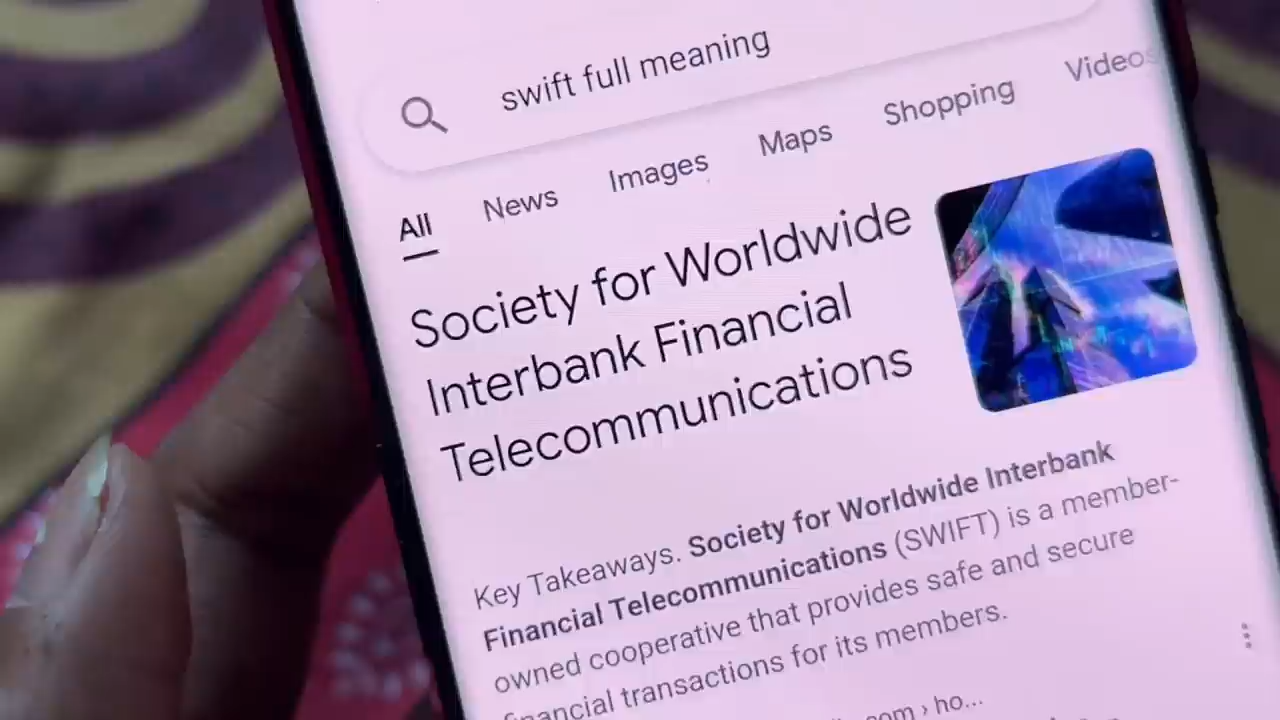 swift full meaning
All News Images Maps Shopping Videos
Society for Worldwide
Interbank Financial
Telecommunications
Key Takeaways. Society for Worldwide Interbank
Financial Telecommunications (SWIFT) is a member-
owned cooperative that provides safe and secure
financial transactions for its members.
.com › ho...